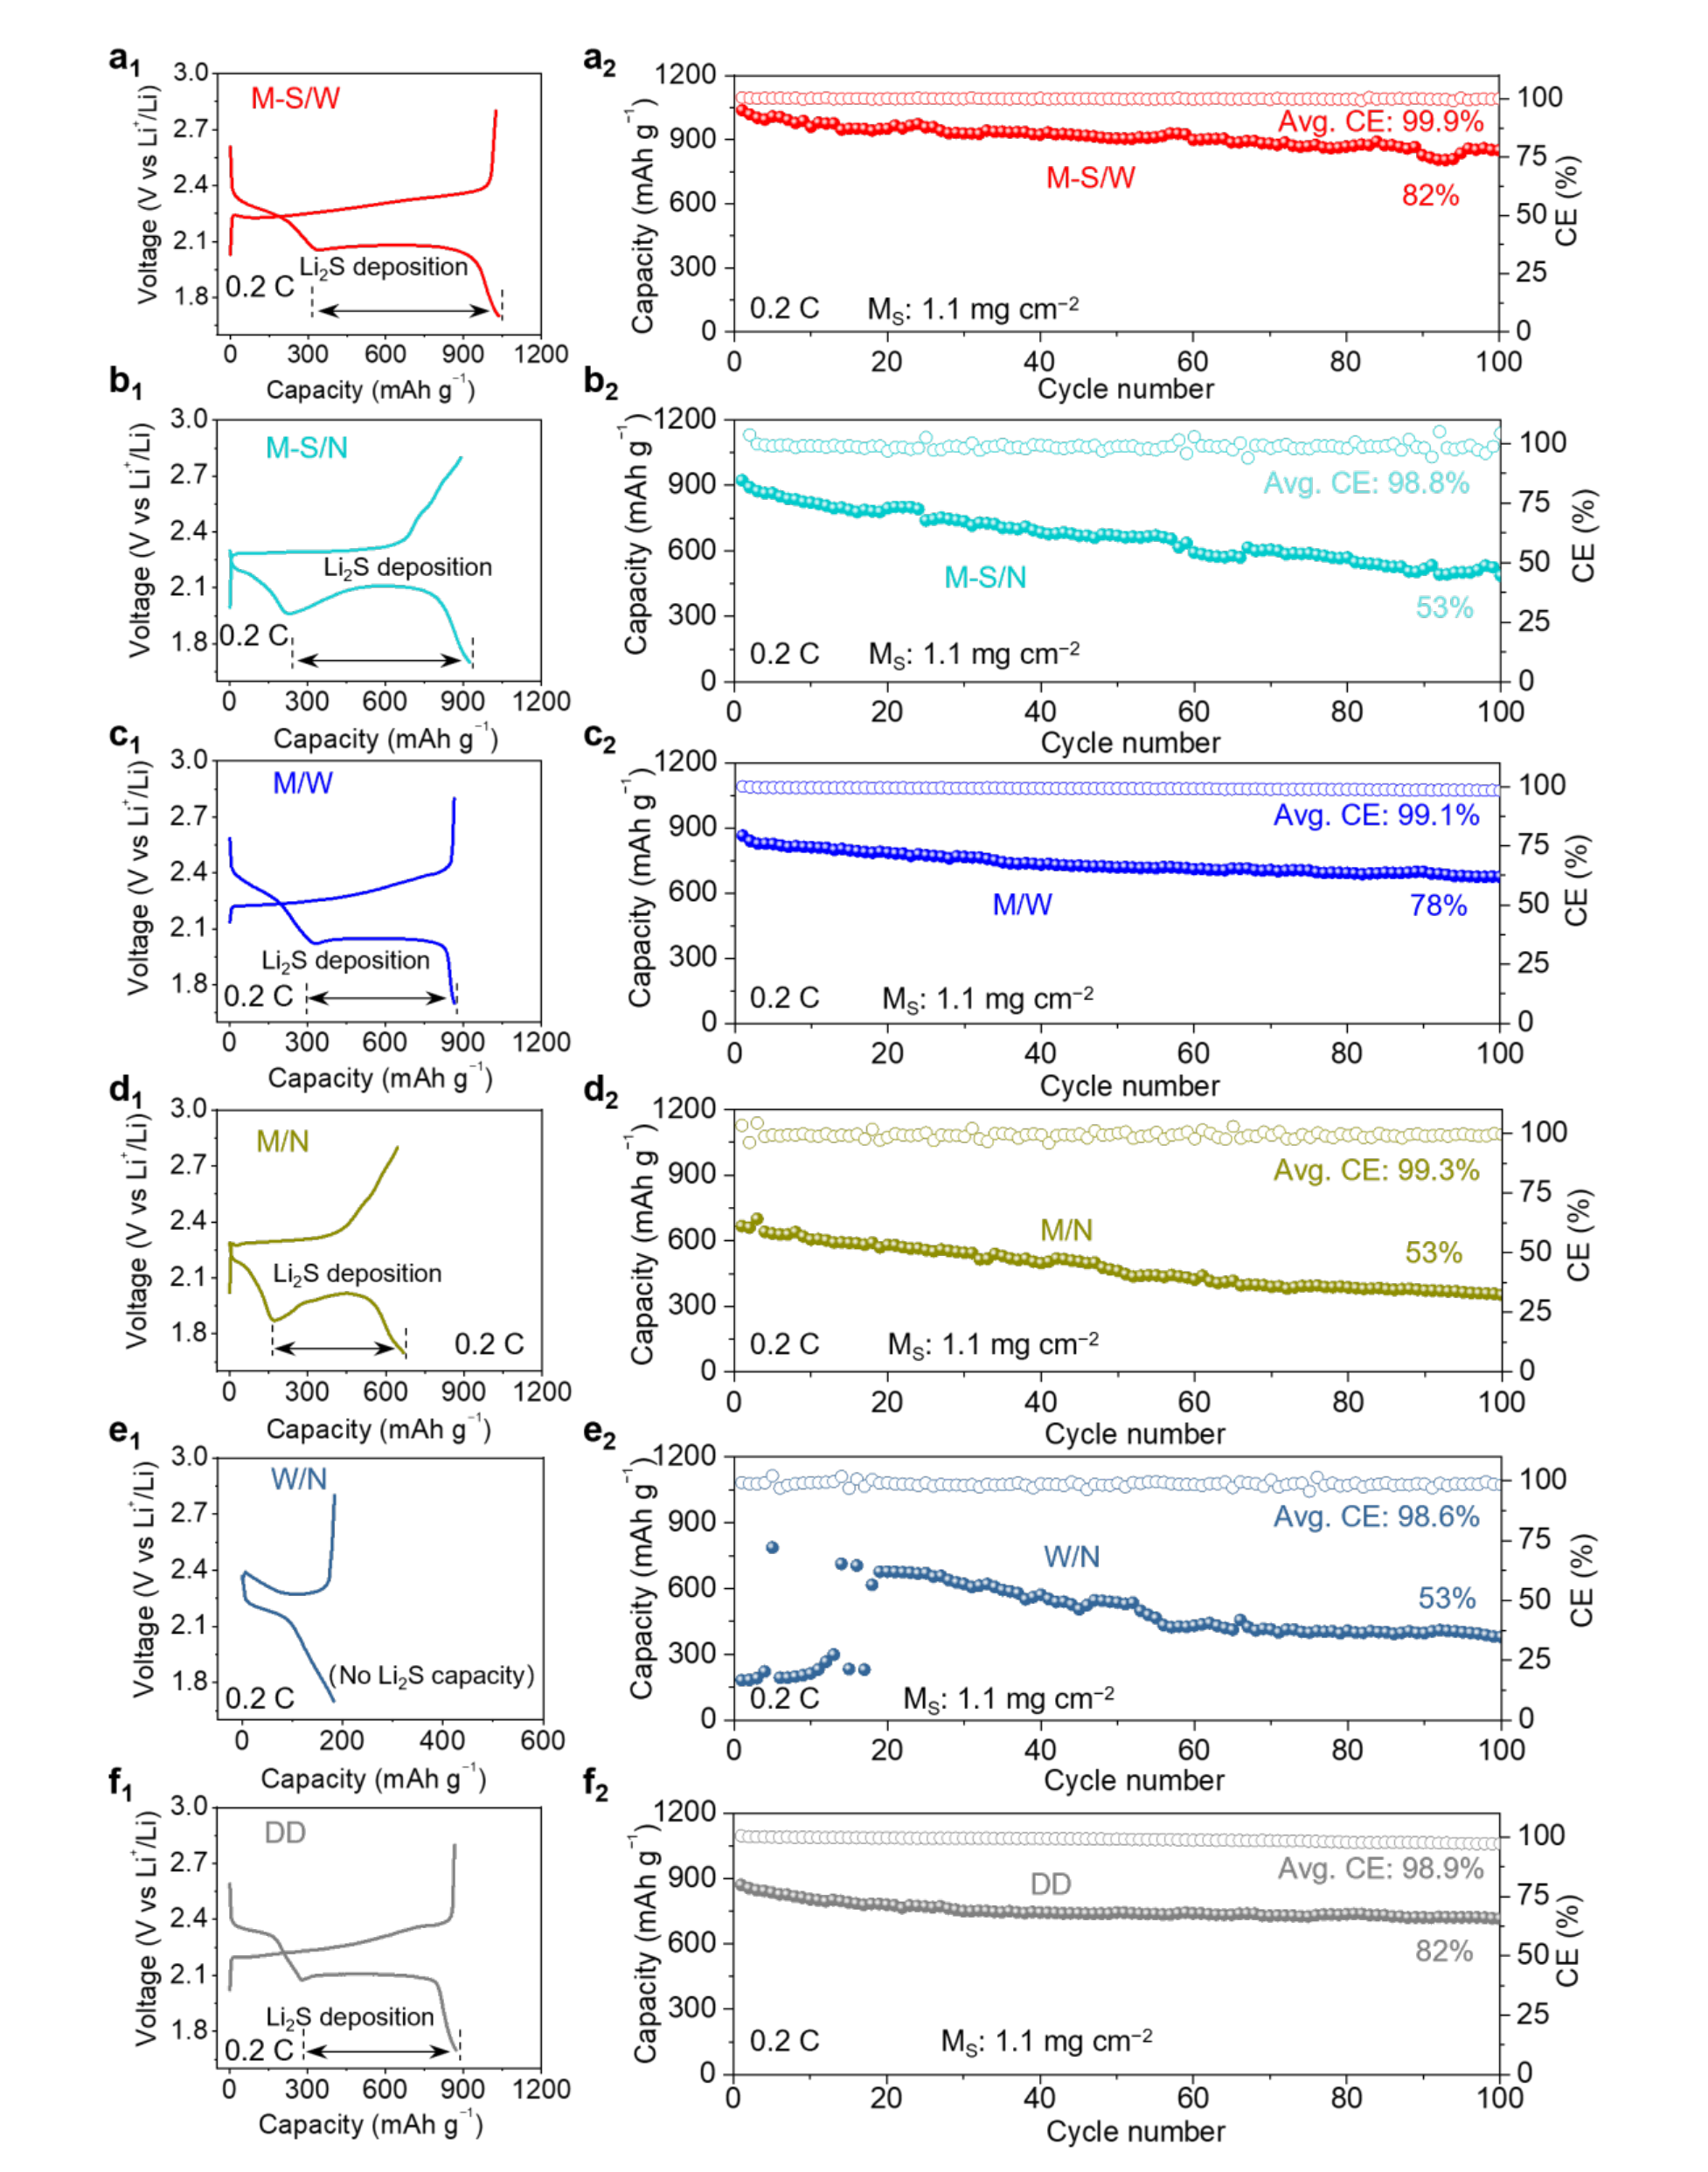 a1
3.0
2.7
2.4
2.1
1.8
Voltage (V vs Li+/Li)
M-S/W
Li2S deposition
0.2 C
0 300 600 900 1200
Capacity (mAh g−1)
a2
1200
900
600
300
0
Capacity (mAh g−1)
Avg. CE: 99.9%
M-S/W
82%
0.2 C MS: 1.1 mg cm−2
100
75
50
25
0
CE (%)
0 20 40 60 80 100
Cycle number
b1
3.0
2.7
2.4
2.1
1.8
Voltage (V vs Li+/Li)
M-S/N
Li2S deposition
0.2 C
0 300 600 900 1200
Capacity (mAh g−1)
b2
1200
900
600
300
0
Capacity (mAh g−1)
Avg. CE: 98.8%
M-S/N
53%
0.2 C MS: 1.1 mg cm−2
100
75
50
25
0
CE (%)
0 20 40 60 80 100
Cycle number
c1
3.0
2.7
2.4
2.1
1.8
Voltage (V vs Li+/Li)
M/W
Li2S deposition
0.2 C
0 300 600 900 1200
Capacity (mAh g−1)
c2
1200
900
600
300
0
Capacity (mAh g−1)
Avg. CE: 99.1%
M/W
78%
0.2 C MS: 1.1 mg cm−2
100
75
50
25
0
CE (%)
0 20 40 60 80 100
Cycle number
d1
3.0
2.7
2.4
2.1
1.8
Voltage (V vs Li+/Li)
M/N
Li2S deposition
0.2 C
0 300 600 900 1200
Capacity (mAh g−1)
d2
1200
900
600
300
0
Capacity (mAh g−1)
Avg. CE: 99.3%
M/N
53%
0.2 C MS: 1.1 mg cm−2
100
75
50
25
0
CE (%)
0 20 40 60 80 100
Cycle number
e1
3.0
2.7
2.4
2.1
1.8
Voltage (V vs Li+/Li)
W/N
(No Li2S capacity)
0.2 C
0 200 400 600
Capacity (mAh g−1)
e2
1200
900
600
300
0
Capacity (mAh g−1)
Avg. CE: 98.6%
W/N
53%
0.2 C MS: 1.1 mg cm−2
100
75
50
25
0
CE (%)
0 20 40 60 80 100
Cycle number
f1
3.0
2.7
2.4
2.1
1.8
Voltage (V vs Li+/Li)
DD
Li2S deposition
0.2 C
0 300 600 900 1200
Capacity (mAh g−1)
f2
1200
900
600
300
0
Capacity (mAh g−1)
Avg. CE: 98.9%
DD
82%
0.2 C MS: 1.1 mg cm−2
100
75
50
25
0
CE (%)
0 20 40 60 80 100
Cycle number